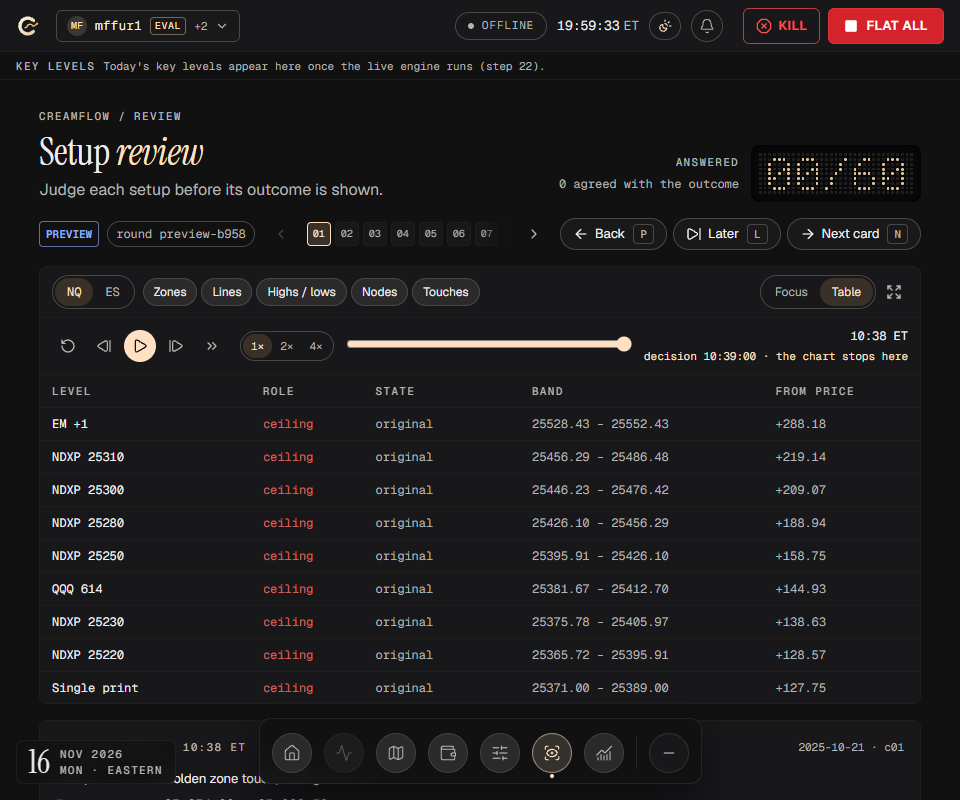 MF mffur1 EVAL +2 OFFLINE 19:59:33 ET KILL FLAT ALL
KEY LEVELS Today's key levels appear here once the live engine runs (step 22).
CREAMFLOW / REVIEW
Setup review
Judge each setup before its outcome is shown.
ANSWERED
0 agreed with the outcome
00/60
PREVIEW round preview-b958 01 02 03 04 05 06 07 Back P Later L Next card N
NQ ES Zones Lines Highs / lows Nodes Touches Focus Table
1× 2× 4×
10:38 ET
decision 10:39:00 · the chart stops here
LEVEL ROLE STATE BAND FROM PRICE
EM +1 ceiling original 25528.43 – 25552.43 +288.18
NDXP 25310 ceiling original 25456.29 – 25486.48 +219.14
NDXP 25300 ceiling original 25446.23 – 25476.42 +209.07
NDXP 25280 ceiling original 25426.10 – 25456.29 +188.94
NDXP 25250 ceiling original 25395.91 – 25426.10 +158.75
QQQ 614 ceiling original 25381.67 – 25412.70 +144.93
NDXP 25230 ceiling original 25375.78 – 25405.97 +138.63
NDXP 25220 ceiling original 25365.72 – 25395.91 +128.57
Single print ceiling original 25371.00 – 25389.00 +127.75
10:38 ET 2025-10-21 · c01
16 NOV 2026
MON · EASTERN
olden zone